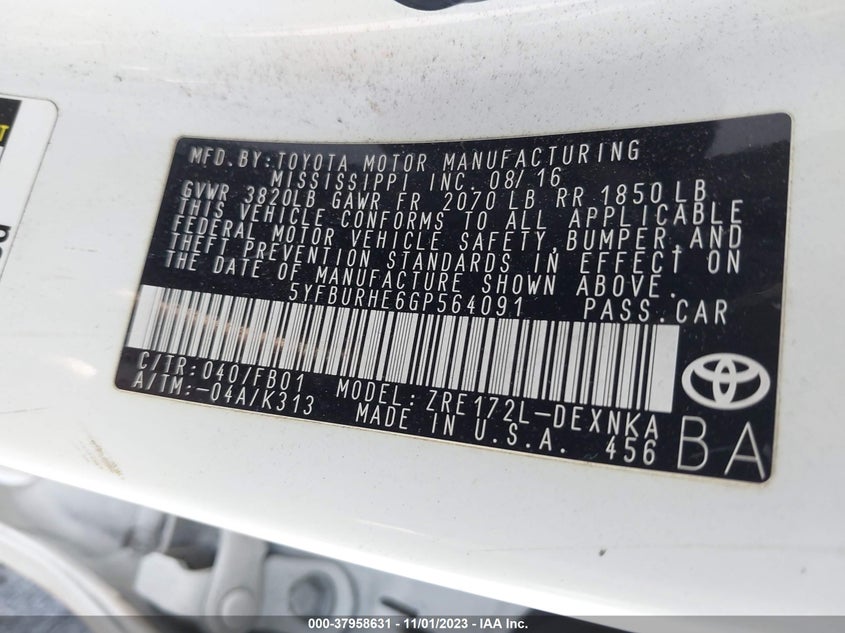 MFD.BY:TOYOTA MOTOR MANUFACTURING
MISSISSIPPI INC. 08/16
GVWR 3820LB GAWR FR 2070 LB RR 1850 LB
THIS VEHICLE CONFORMS TO ALL APPLICABLE
FEDERAL MOTOR VEHICLE SAFETY,BUMPER,AND
THEFT PREVENTION STANDARDS IN EFFECT ON
THE DATE OF MANUFACTURE SHOWN ABOVE.
5YFBURHE6GP564091 PASS.CAR
C/TR:040/FB01 MODEL:ZRE172L-DEXNKA
A/TM:-04A/K313 MADE IN U.S.A. 456
BA
000-37958631 - 11/01/2023 - IAA Inc.